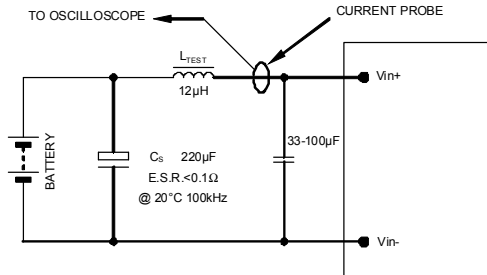 TO OSCILLOSCOPE
CURRENT PROBE
LTEST
12µH
Vin+
BATTERY
Cs 220µF
E.S.R.<0.1Ω
@ 20°C 100kHz
33-100µF
Vin-